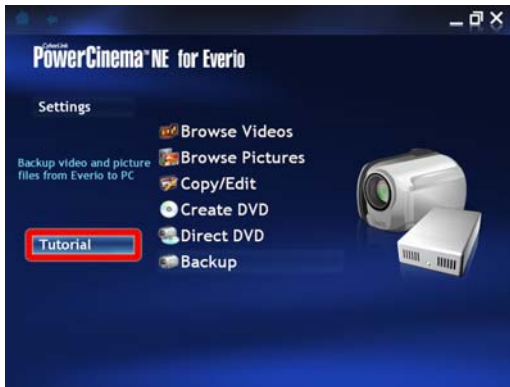 CyberLink
PowerCinema™ NE for Everio
Settings
Browse Videos
Backup video and picture
files from Everio to PC
Browse Pictures
Copy/Edit
Create DVD
Direct DVD
Tutorial
Backup